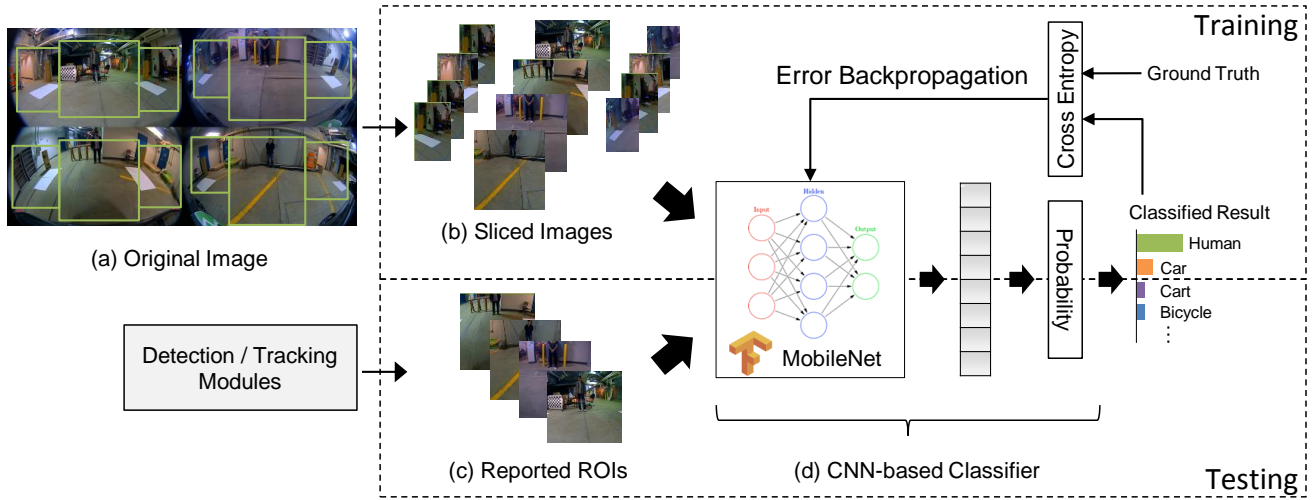 Training
Error Backpropagation
Cross Entropy
Ground Truth
(a) Original Image
(b) Sliced Images
Input
Hidden
Output
MobileNet
Probability
Classified Result
Human
Car
Cart
Bicycle
⋮
Detection / Tracking
Modules
(c) Reported ROIs
(d) CNN-based Classifier
Testing